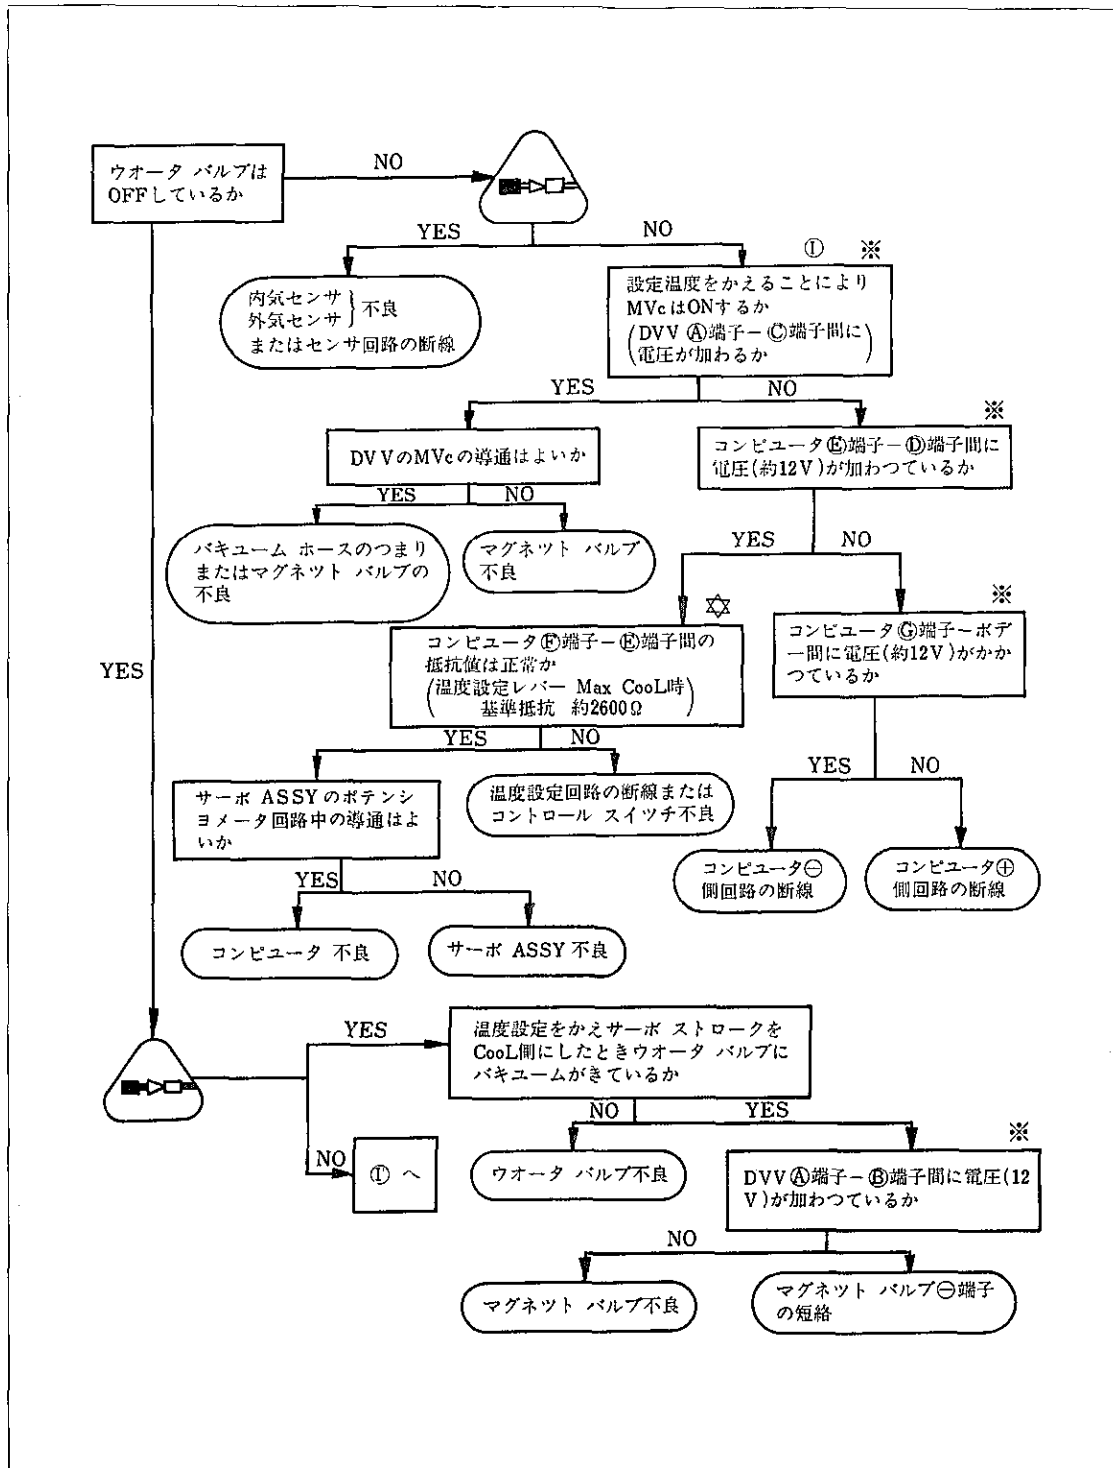 ウオータ バルブは
OFFしているか
NO
YES
NO
内気センサ
外気センサ
}不良
またはセンサ回路の断線
Ⓘ ※
設定温度をかえることにより
MVcはONするか
(DVV Ⓐ端子−Ⓒ端子間に
電圧が加わるか)
YES
NO
DVVのMVcの導通はよいか
※
コンピユータⒺ端子−Ⓓ端子間に
電圧(約12V)が加わつているか
YES
NO
バキユーム ホースのつまり
またはマグネツト バルブの
不良
マグネツト バルブ
不良
YES
NO
✡
コンピユータⒻ端子−Ⓔ端子間の
抵抗値は正常か
(温度設定レバー Max CooL時
基準抵抗 約2600Ω)
※
コンピユータⒼ端子−ボデ
ー間に電圧(約12V)がかか
つているか
YES
YES
NO
YES
NO
サーボ ASSYのポテンシ
ヨメータ回路中の導通はよ
いか
温度設定回路の断線または
コントロール スイツチ不良
コンピユータ⊖
側回路の断線
コンピユータ⊕
側回路の断線
YES
NO
コンピユータ 不良
サーボ ASSY 不良
YES
温度設定をかえサーボ ストロークを
CooL側にしたときウオータ バルブに
バキユームがきているか
NO
Ⓘ へ
NO
YES
ウオータ バルブ不良
※
DVV Ⓐ端子−Ⓑ端子間に電圧(12
V)が加わつているか
NO
マグネツト バルブ不良
マグネツト バルブ⊖端子
の短絡